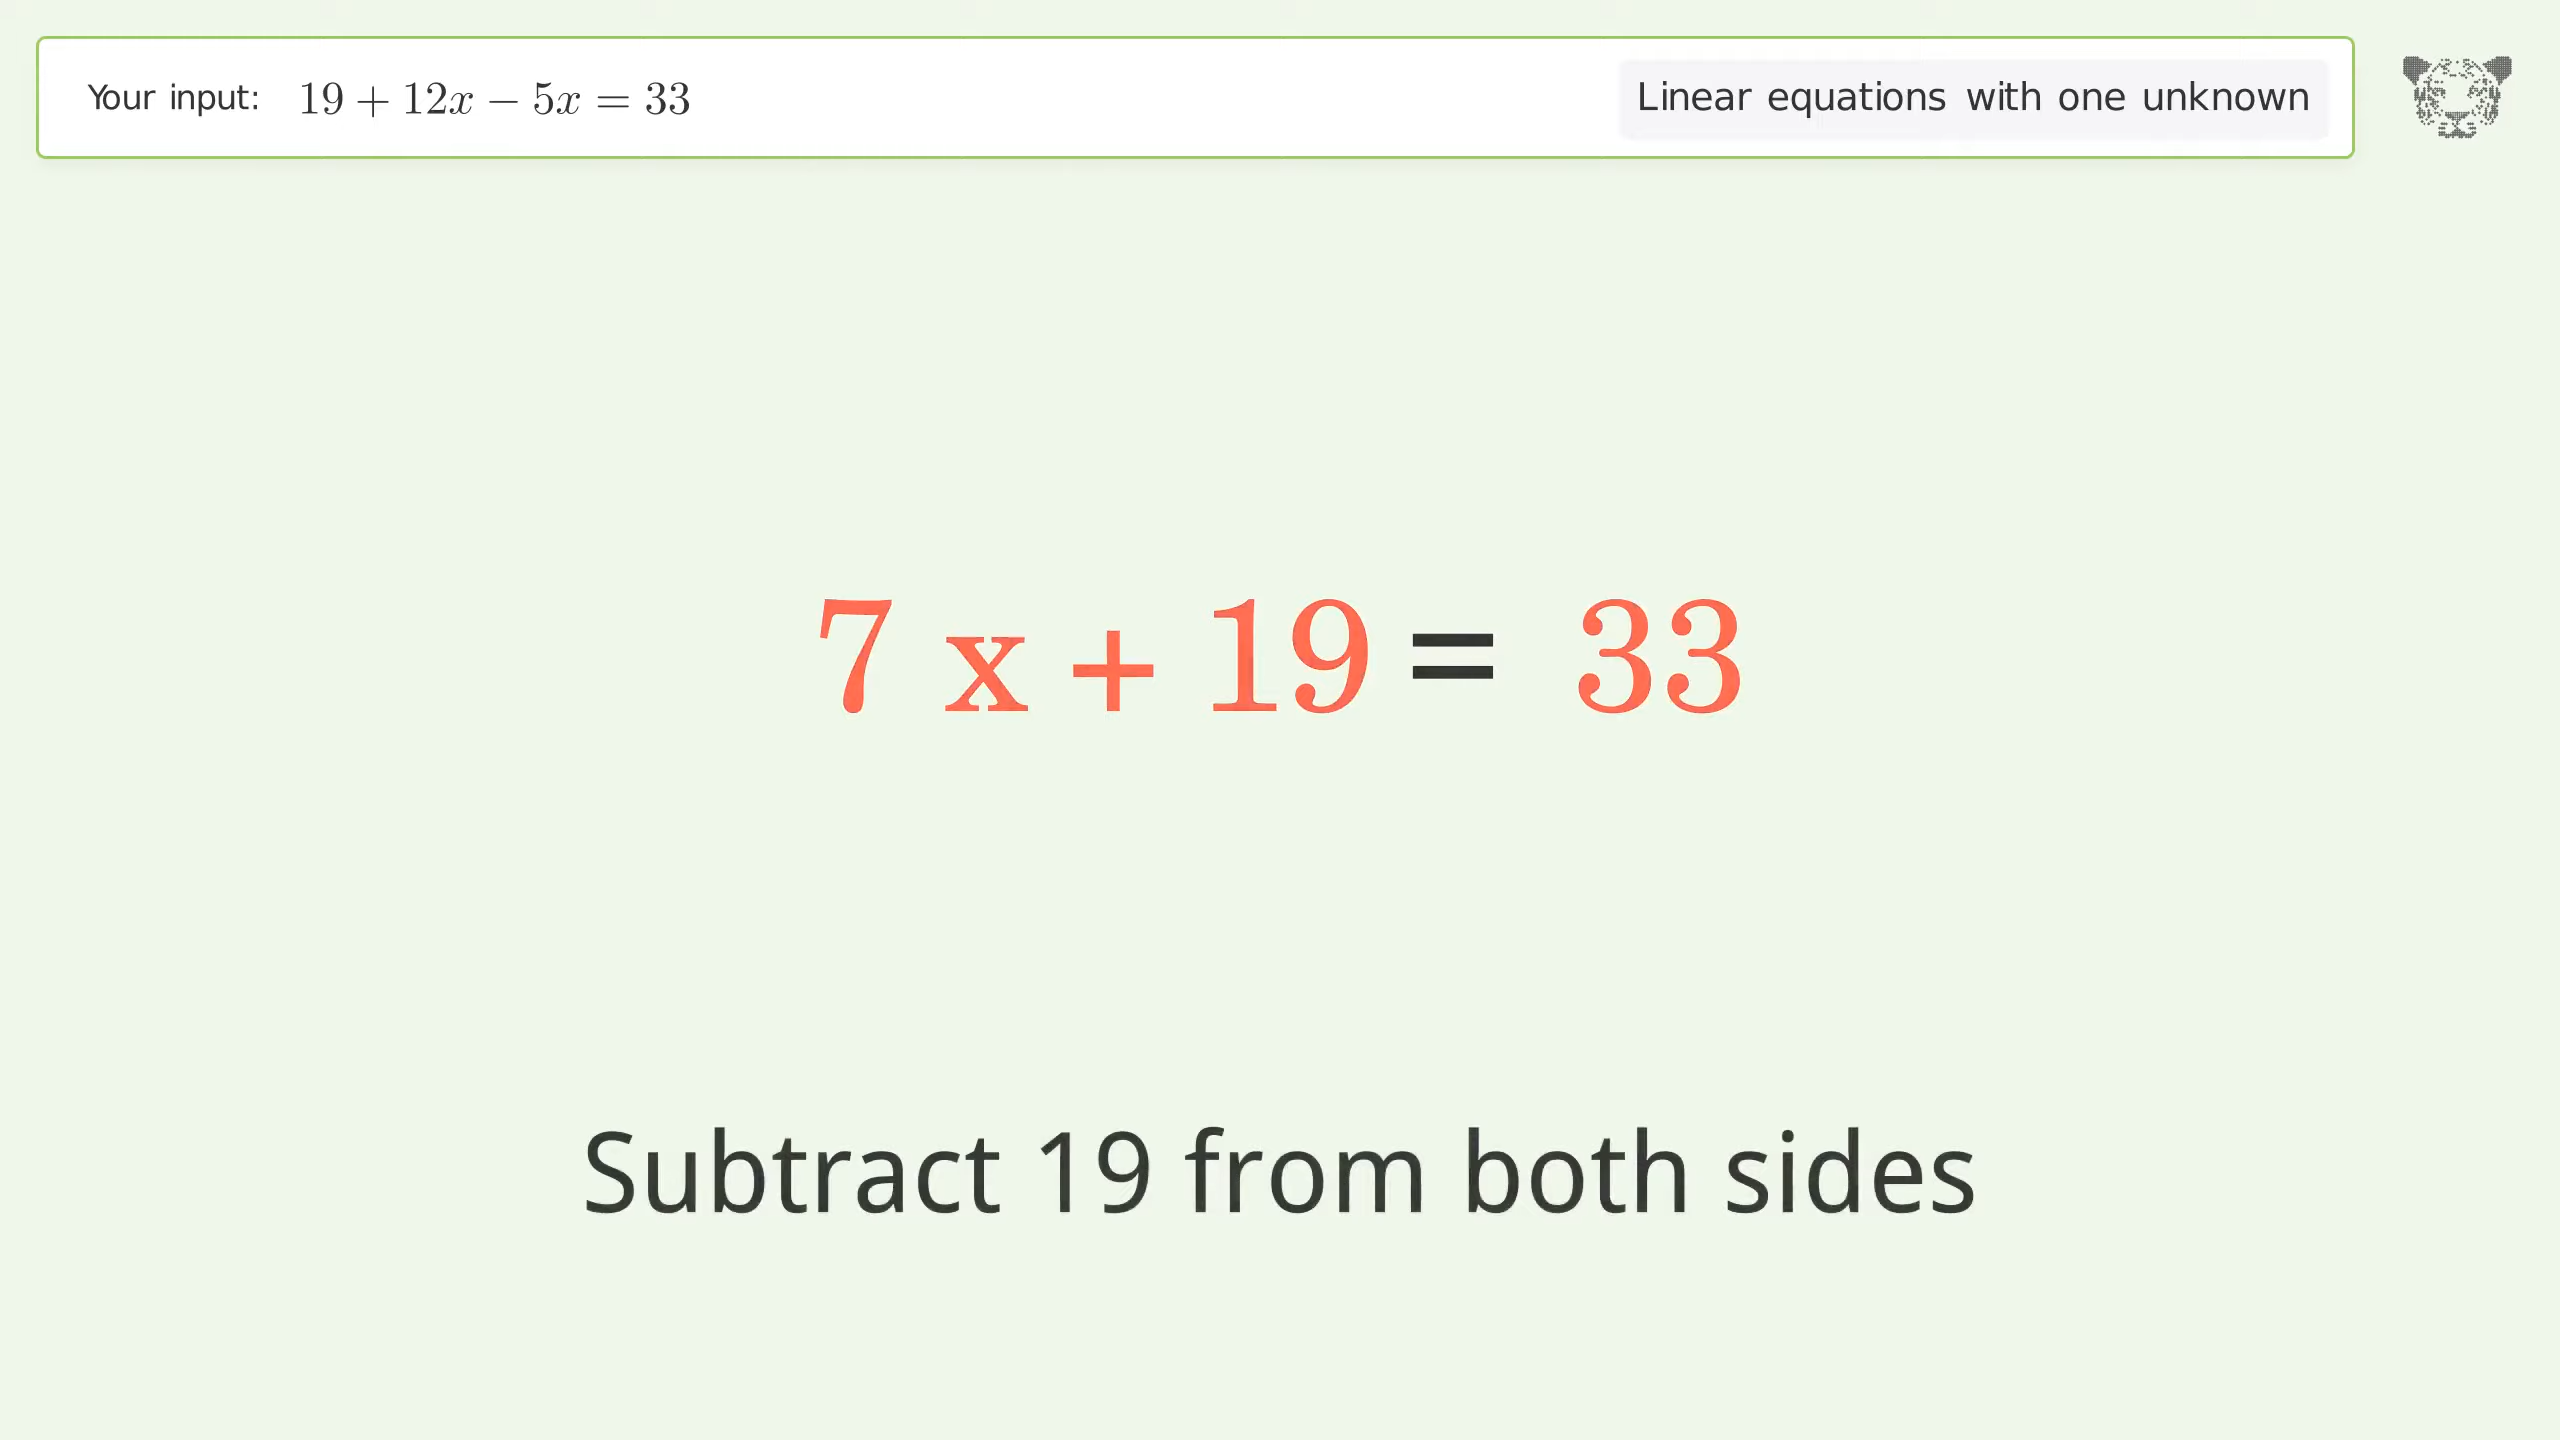 Your input: 19 + 12x − 5x = 33
Linear equations with one unknown
7 x + 19 = 33
Subtract 19 from both sides